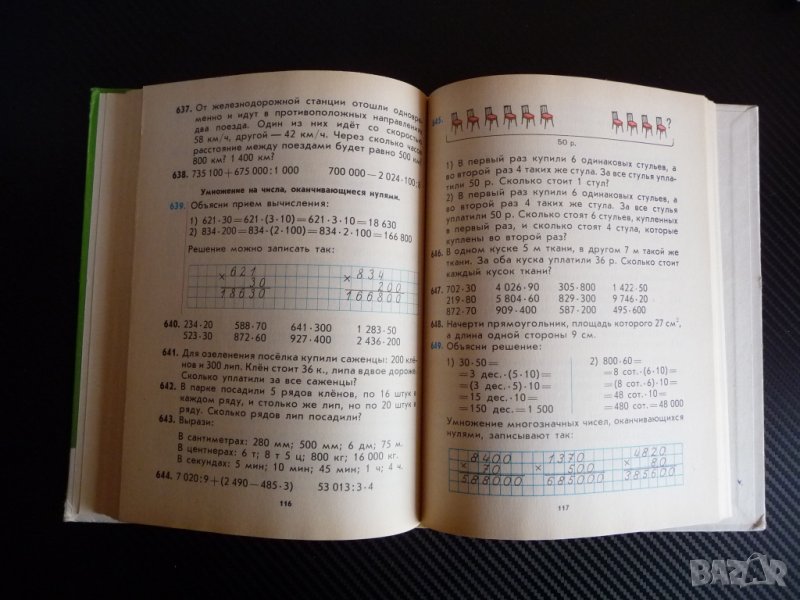 637. От железнодорожной станции отошли одновре-
менно и идут в противоположных направлениях
два поезда. Один из них идёт со скоростью
58 км/ч, другой — 42 км/ч. Через сколько часов
расстояние между поездами будет равно 500 км?
800 км? 1 400 км?
638. 735 100 + 675 000 : 1 000 700 000 — 2 024 · 100 : 8
Умножение на числа, оканчивающиеся нулями.
639. Объясни приём вычисления:
1) 621 · 30 = 621 · (3 · 10) = 621 · 3 · 10 = 18 630
2) 834 · 200 = 834 · (2 · 100) = 834 · 2 · 100 = 166 800
Решение можно записать так:
× 621 × 834
30 200
18630 166800
640. 234 · 20 588 · 70 641 · 300 1 283 · 50
523 · 30 872 · 60 927 · 400 2 436 · 200
641. Для озеленения посёлка купили саженцы: 200 клё-
нов и 300 лип. Клён стоит 36 к., липа вдвое дороже.
Сколько уплатили за все саженцы?
642. В парке посадили 5 рядов клёнов, по 16 штук в
каждом ряду, и столько же лип, но по 20 штук в
ряду. Сколько рядов лип посадили?
643. Вырази:
В сантиметрах: 280 мм; 500 мм; 6 дм; 75 м.
В центнерах: 6 т; 8 т 5 ц; 800 кг; 16 000 кг.
В секундах: 5 мин; 10 мин; 45 мин; 1 ч; 4 ч.
644. 7 020 : 9 + (2 490 — 485 · 3) 53 013 : 3 · 4
116
645. ?
50 р.
1) В первый раз купили 6 одинаковых стульев, а
во второй раз 4 таких же стула. За все стулья упла-
тили 50 р. Сколько стоит 1 стул?
2) В первый раз купили 6 одинаковых стульев, а
во второй раз 4 таких же стула. За все стулья
уплатили 50 р. Сколько стоят 6 стульев, купленных
в первый раз, и сколько стоят 4 стула, которые
куплены во второй раз?
646. В одном куске 5 м ткани, в другом 7 м такой же
ткани. За оба куска уплатили 36 р. Сколько стоит
каждый кусок ткани?
647. 702 · 30 4 026 · 90 305 · 800 1 422 · 50
219 · 80 5 804 · 60 829 · 300 9 746 · 20
872 · 70 909 · 400 587 · 200 495 · 600
648. Начерти прямоугольник, площадь которого 27 см²,
а длина одной стороны 9 см.
649. Объясни решение:
1) 30 · 50 = 2) 800 · 60 =
= 3 дес. · (5 · 10) = = 8 сот. · (6 · 10) =
= (3 дес. · 5) · 10 = = (8 сот. · 6) · 10 =
= 15 дес. · 10 = = 48 сот. · 10 =
= 150 дес. = 1 500 = 480 сот. = 48 000
Умножение многозначных чисел, оканчивающихся
нулями, записывают так:
× 8400 × 1370 × 4820
70 500 80
588000 685000 385600
117
BAZAR